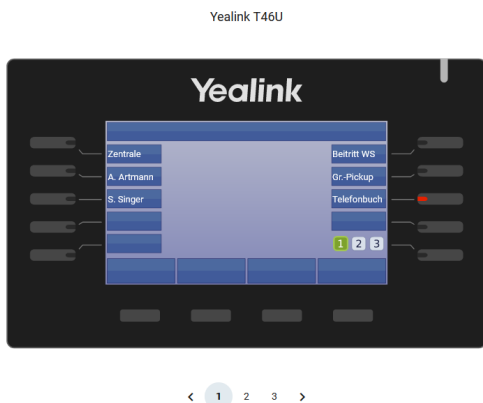 Yealink T46U
Yealink
Zentrale
Beitritt WS
A. Artmann
Gr.-Pickup
S. Singer
Telefonbuch
1 2 3
< 1 2 3 >